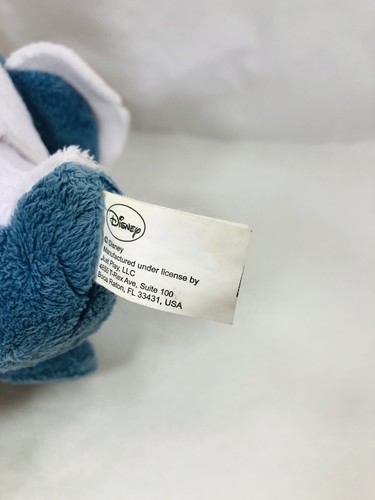 Disney
© Disney
Manufactured under license by
Just Play, LLC
4850 T-Rex Ave, Suite 100
Boca Raton, FL 33431, USA